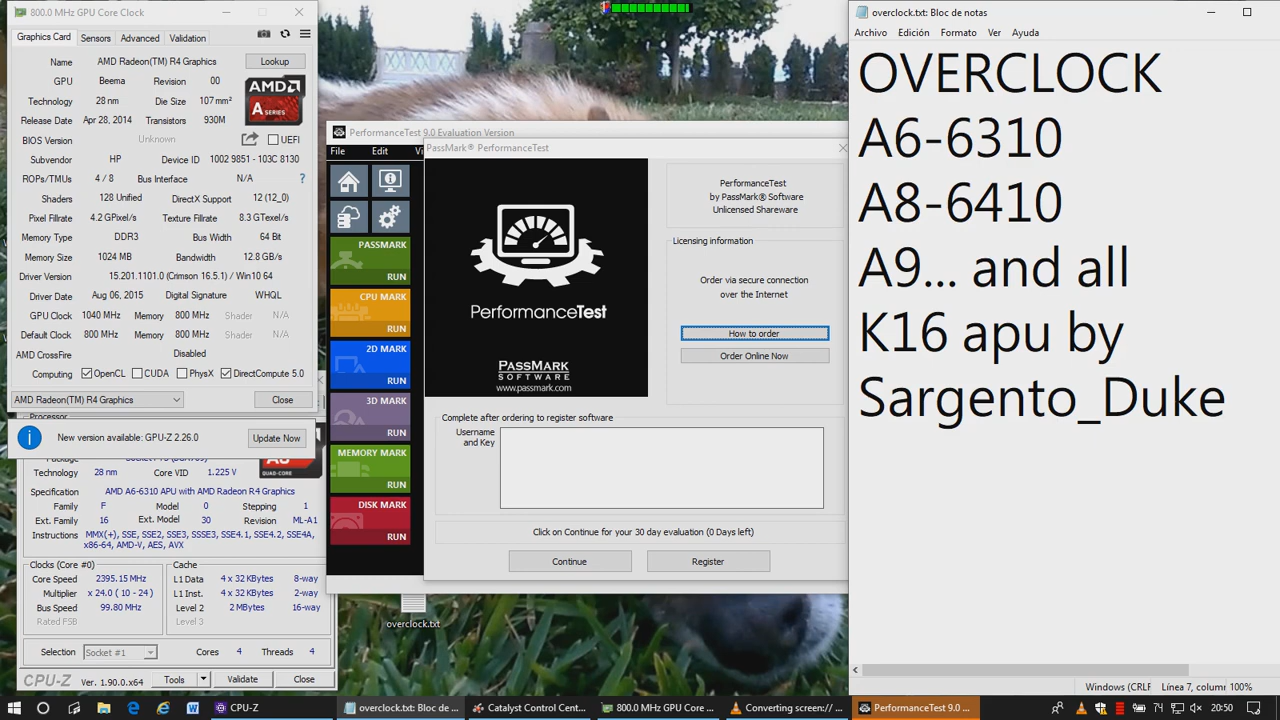 800.0 MHz GPU Core Clock
Graphics Card
Sensors
Advanced
Validation
Name AMD Radeon(TM) R4 Graphics Lookup
GPU Beema Revision 00
Technology 28 nm Die Size 107 mm²
Release Date Apr 28, 2014 Transistors 930M
BIOS Version Unknown UEFI
Subvendor HP Device ID 1002 9851 - 103C 8130
ROPs/TMUs 4 / 8 Bus Interface N/A ?
Shaders 128 Unified DirectX Support 12 (12_0)
Pixel Fillrate 4.2 GPixel/s Texture Fillrate 8.3 GTexel/s
Memory Type DDR3 Bus Width 64 Bit
Memory Size 1024 MB Bandwidth 12.8 GB/s
Driver Version 15.201.1101.0 (Crimson 16.5.1) / Win10 64
Driver Date Aug 06, 2015 Digital Signature WHQL
GPU Clock 1040 MHz Memory 800 MHz Shader N/A
Default Clock 800 MHz Memory 800 MHz Shader N/A
AMD CrossFire Disabled
Computing OpenCL CUDA PhysX DirectCompute 5.0
AMD Radeon(TM) R4 Graphics Close
AMD
A SERIES
Processor
New version available: GPU-Z 2.26.0 Update Now
Technology 28 nm Core VID 1.225 V
QUAD-CORE
Specification AMD A6-6310 APU with AMD Radeon R4 Graphics
Family F Model 0 Stepping 1
Ext. Family 16 Ext. Model 30 Revision ML-A1
Instructions MMX(+), SSE, SSE2, SSE3, SSSE3, SSE4.1, SSE4.2, SSE4A,
x86-64, AMD-V, AES, AVX
Clocks (Core #0)
Core Speed 2395.15 MHz
Multiplier x 24.0 (10 - 24)
Bus Speed 99.80 MHz
Rated FSB
Cache
L1 Data 4 x 32 KBytes 8-way
L1 Inst. 4 x 32 KBytes 2-way
Level 2 2 MBytes 16-way
Level 3
Selection Socket #1 Cores 4 Threads 4
CPU-Z Ver. 1.90.0.x64 Tools Validate Close
PerformanceTest 9.0 Evaluation Version
File Edit
PASSMARK
RUN
CPU MARK
RUN
2D MARK
RUN
3D MARK
RUN
MEMORY MARK
RUN
DISK MARK
RUN
PassMark® PerformanceTest
PerformanceTest
PASSMARK
SOFTWARE
www.passmark.com
PerformanceTest
by PassMark® Software
Unlicensed Shareware
Licensing information
Order via secure connection
over the Internet
How to order
Order Online Now
Complete after ordering to register software
Username
and Key
Click on Continue for your 30 day evaluation (0 Days left)
Continue Register
overclock.txt
overclock.txt: Bloc de notas
Archivo Edición Formato Ver Ayuda
OVERCLOCK
A6-6310
A8-6410
A9... and all
K16 apu by
Sargento_Duke
Windows (CRLF Línea 7, column 100%
CPU-Z
overclock.txt: Bloc de...
Catalyst Control Cent...
800.0 MHz GPU Core ...
Converting screen:// ...
PerformanceTest 9.0 ...
20:50